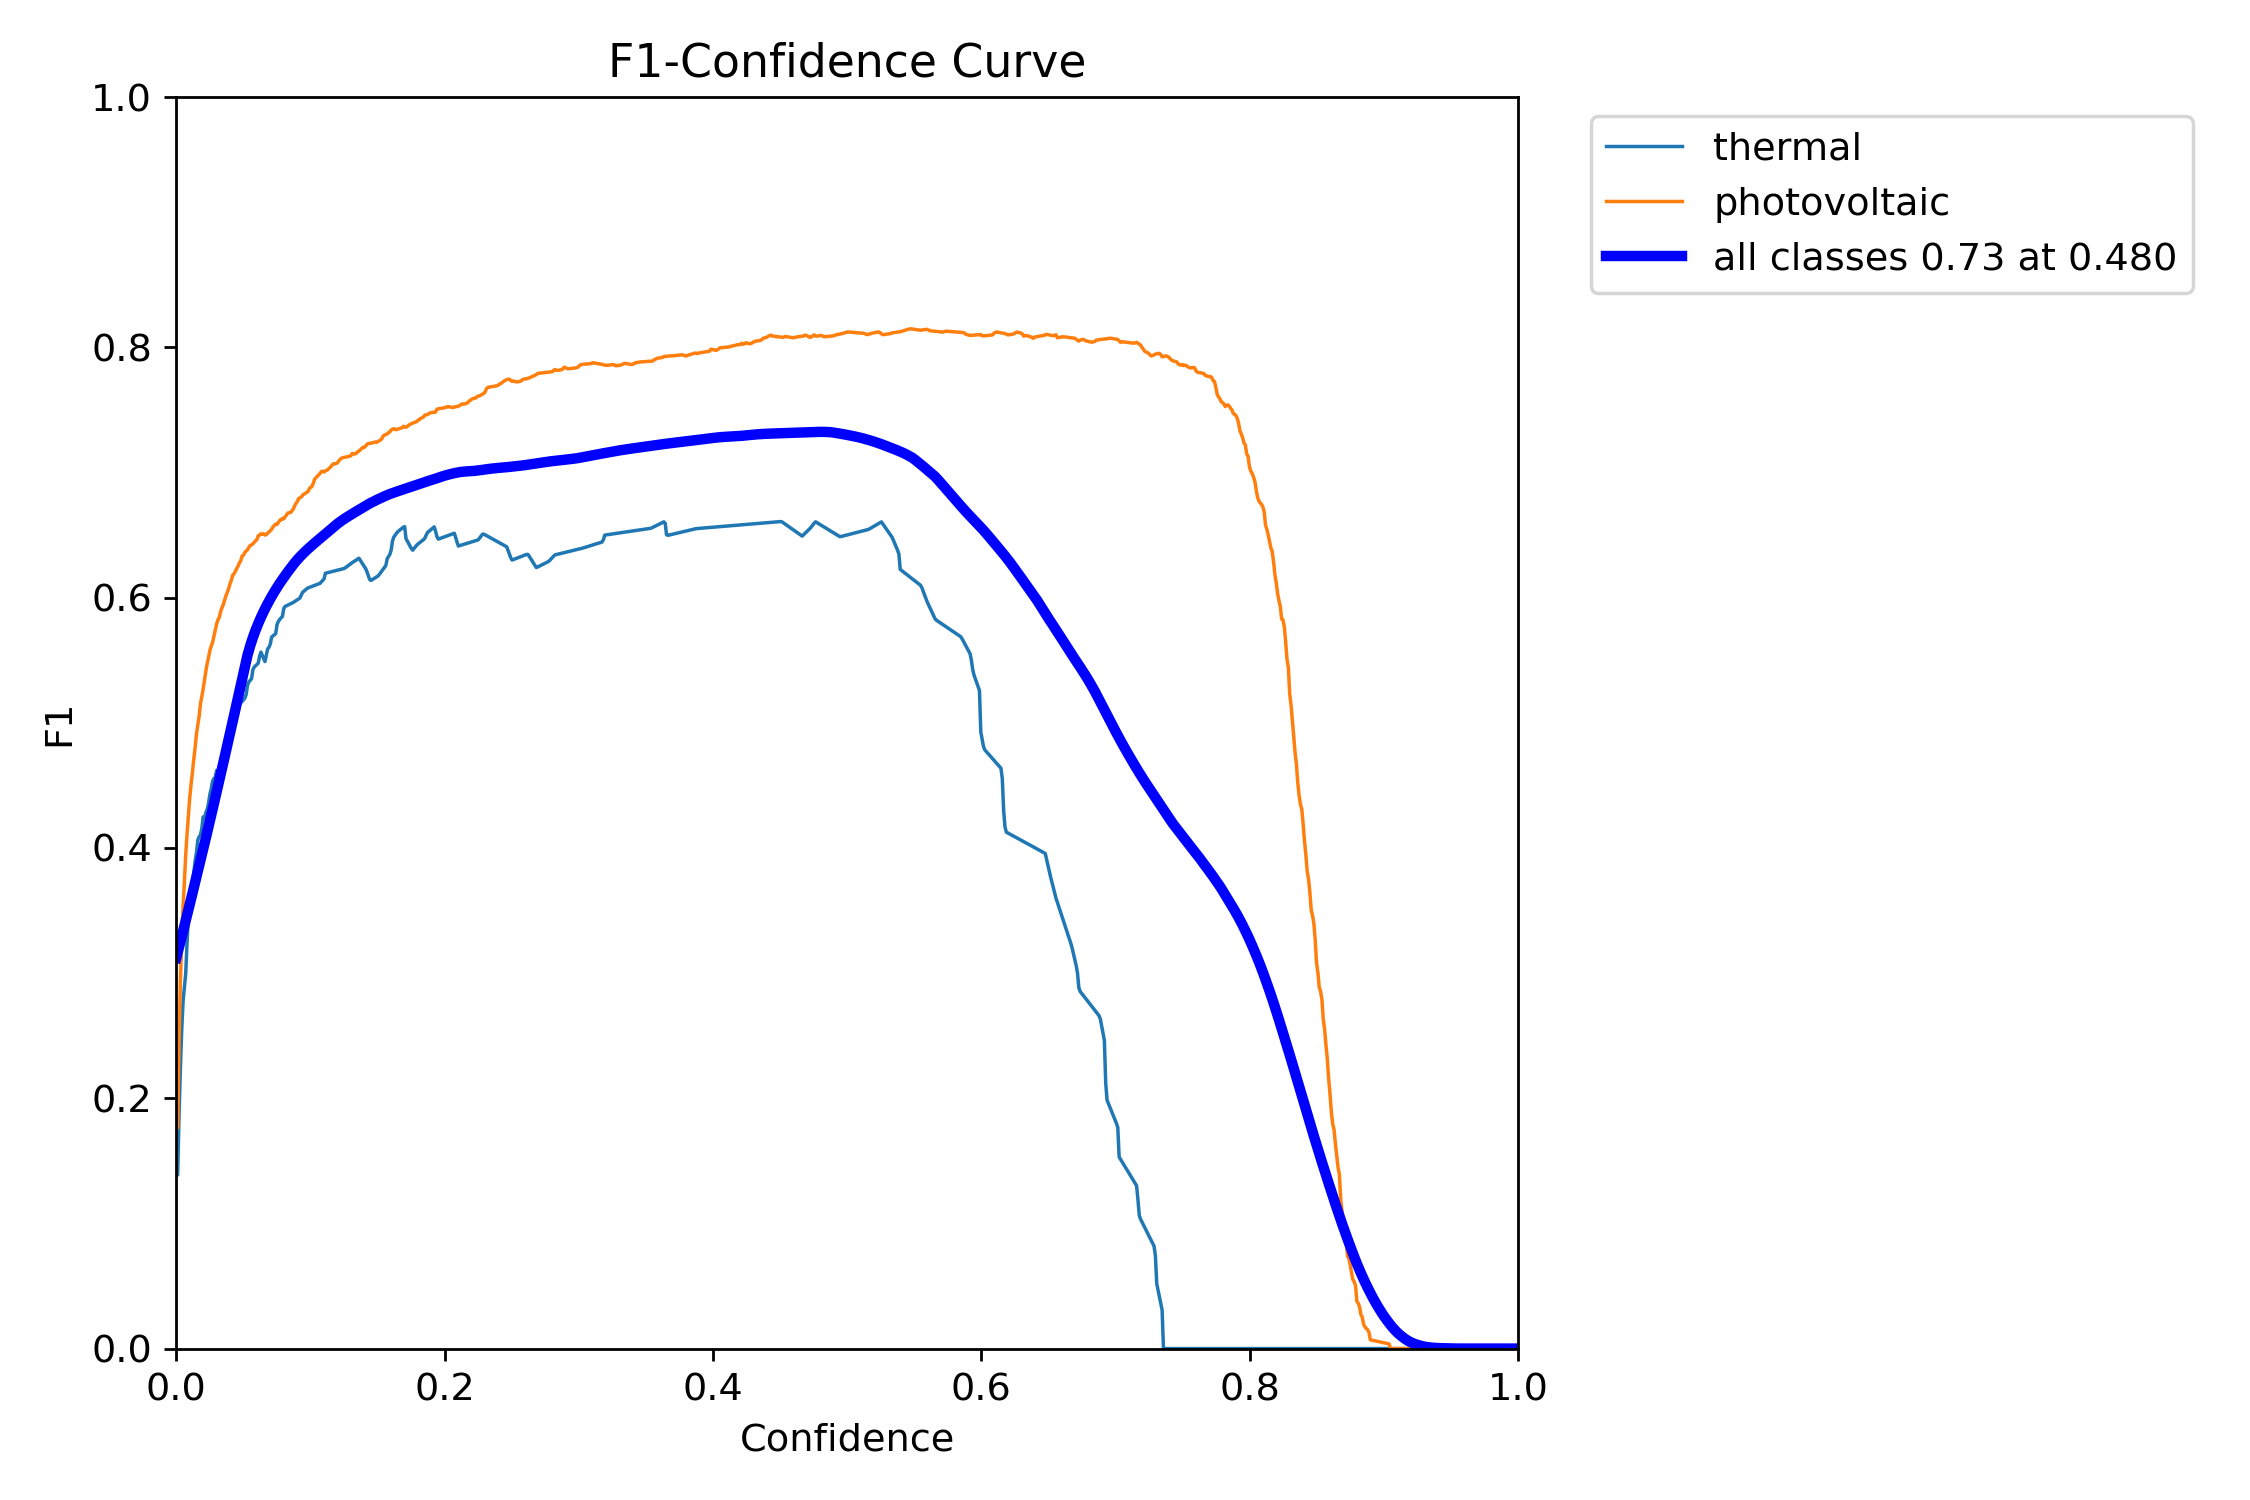 F1-Confidence Curve
thermal
photovoltaic
all classes 0.73 at 0.480
F1
1.0
0.8
0.6
0.4
0.2
0.0
0.0 0.2 0.4 0.6 0.8 1.0
Confidence